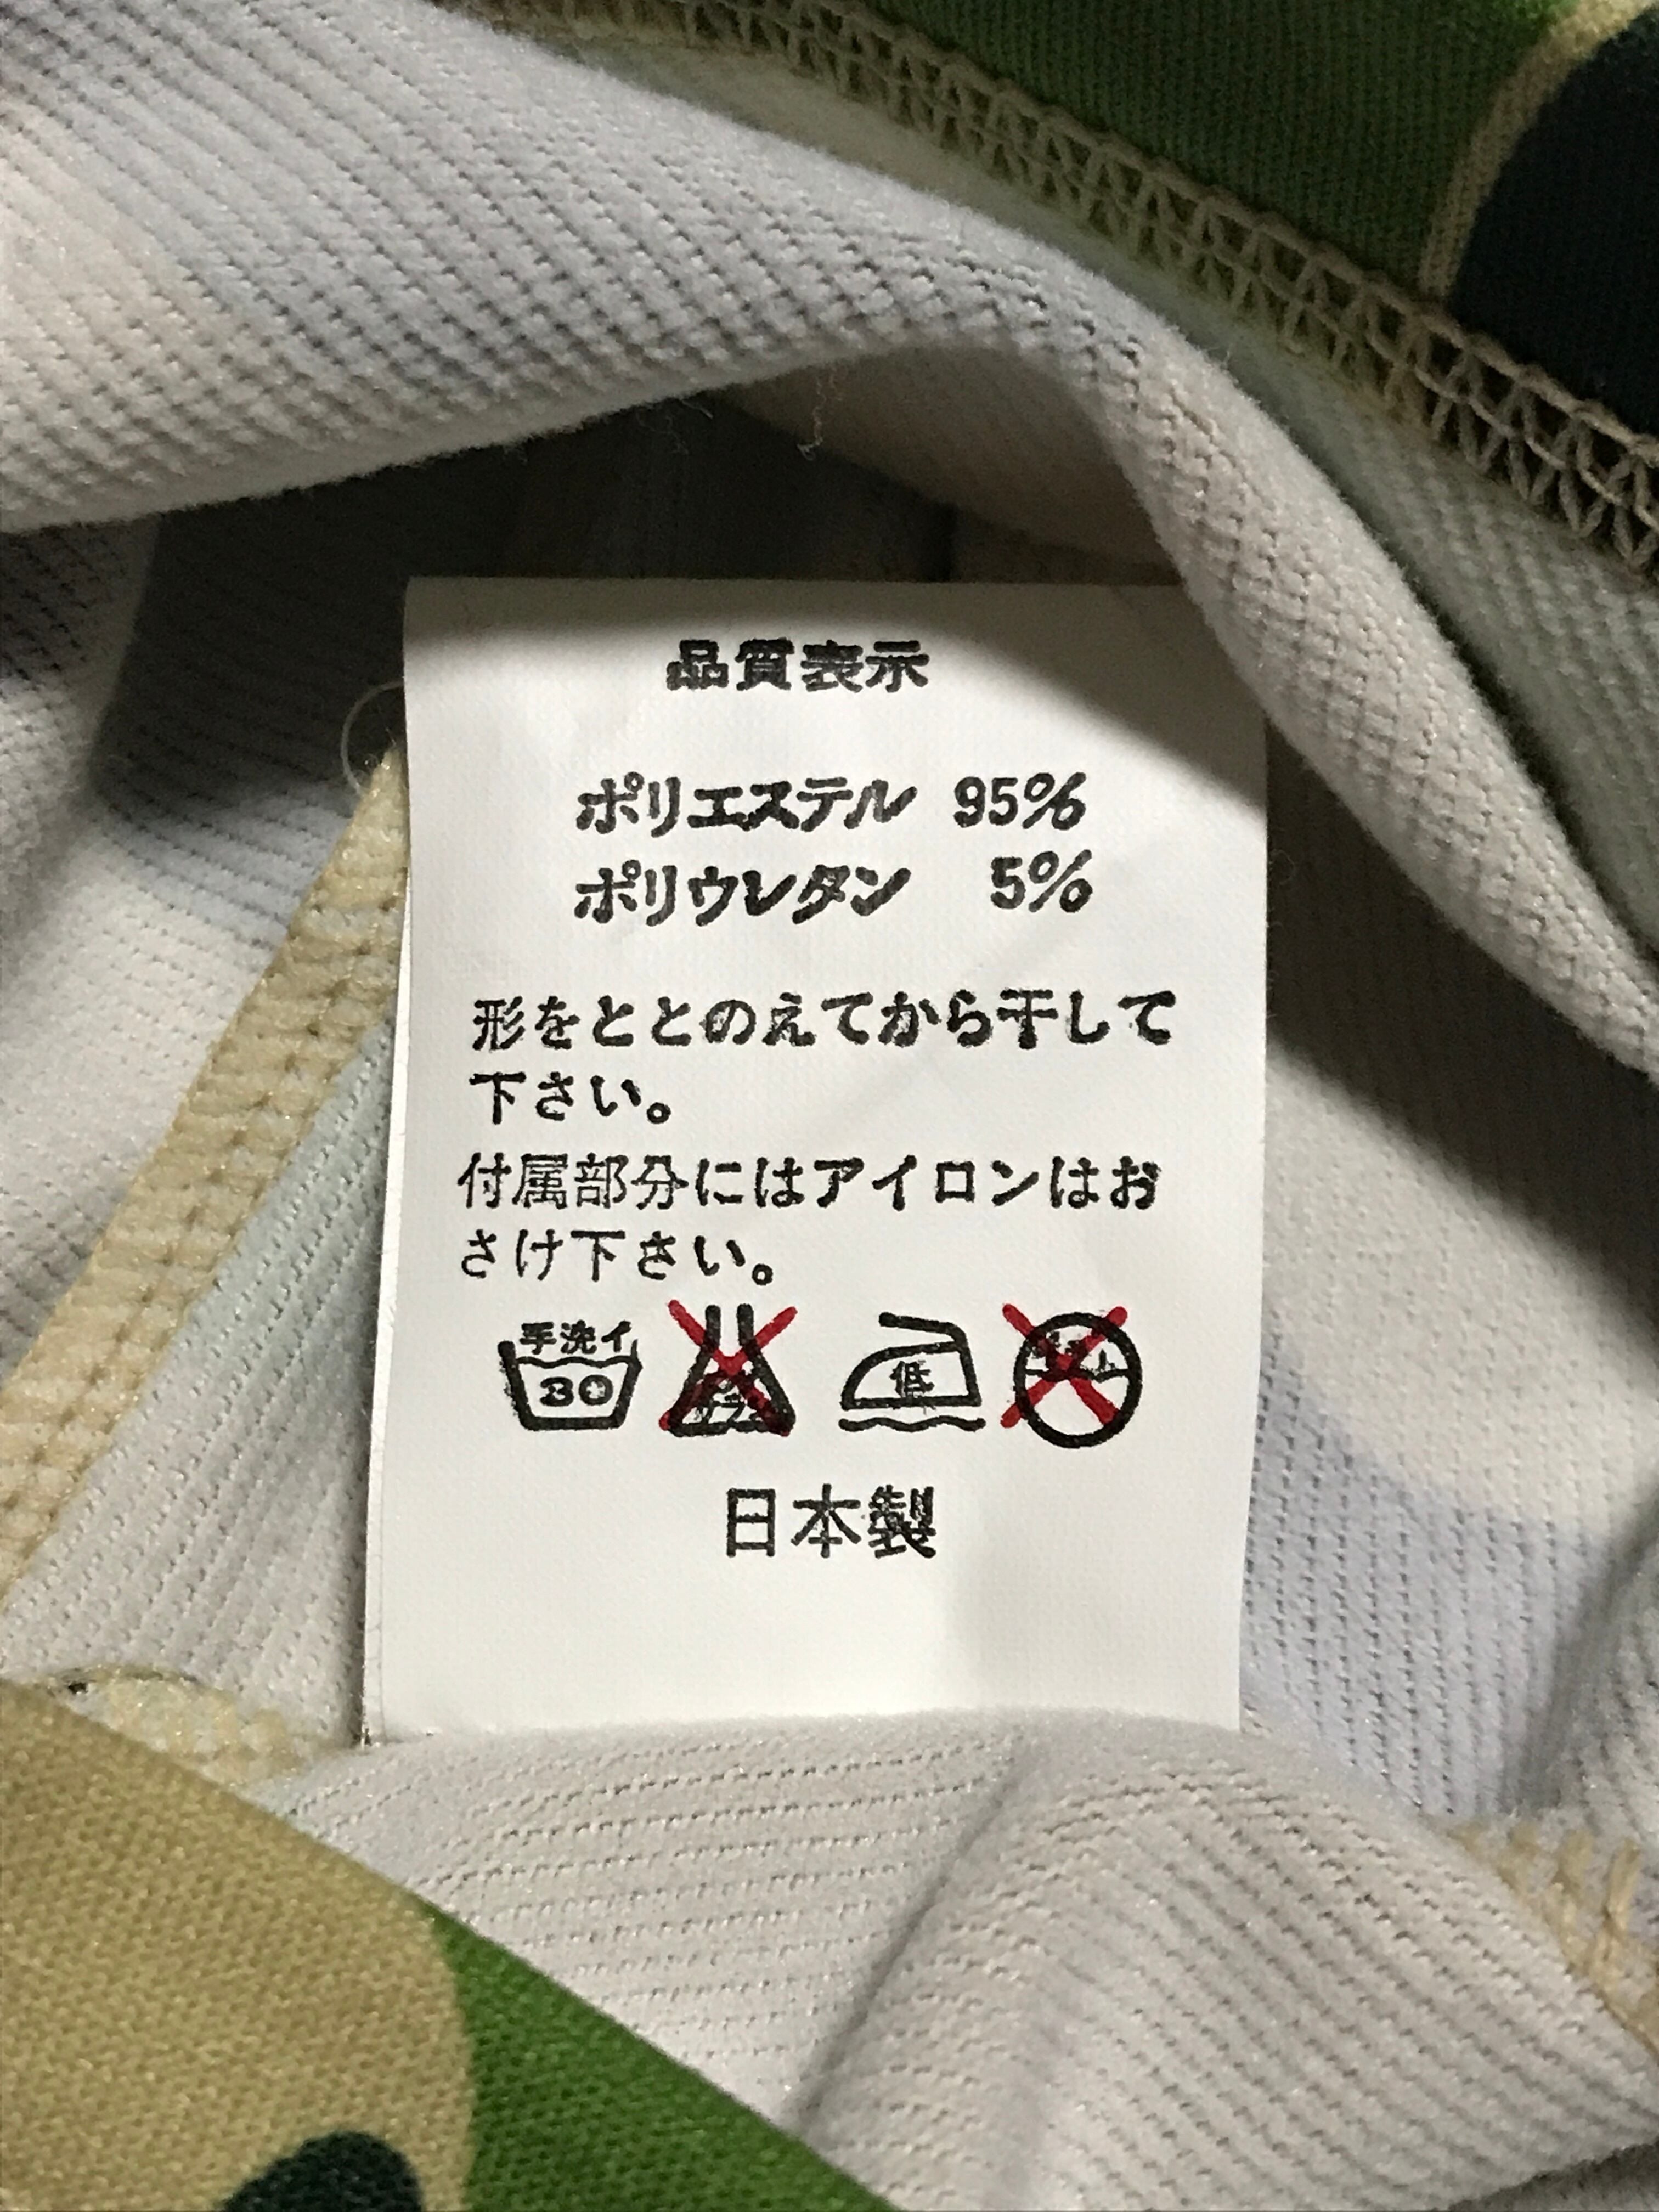 品質表示
ポリエステル 95%
ポリウレタン 5%
形をととのえてから干して
下さい。
付属部分にはアイロンはお
さけ下さい。
手洗イ
30
低
日本製